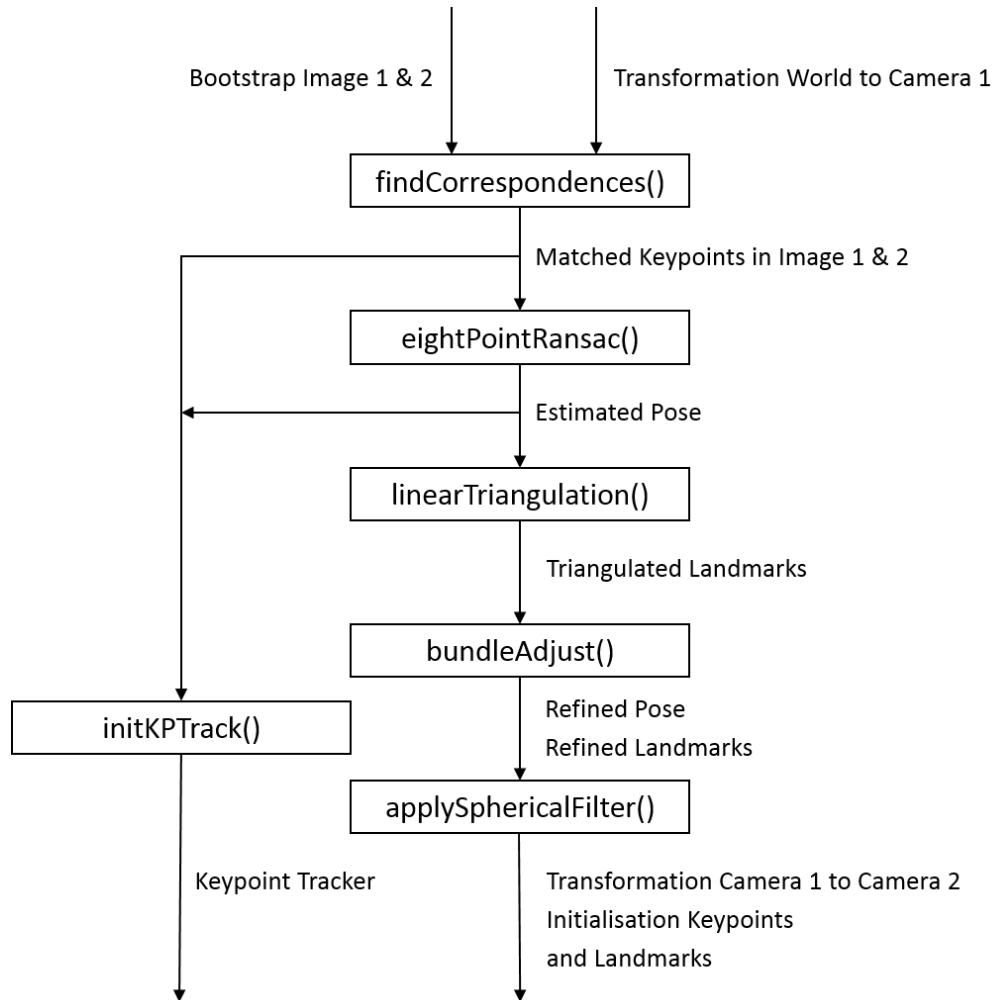 Bootstrap Image 1 & 2
Transformation World to Camera 1
findCorrespondences()
Matched Keypoints in Image 1 & 2
eightPointRansac()
Estimated Pose
linearTriangulation()
Triangulated Landmarks
bundleAdjust()
Refined Pose
initKPTrack()
Refined Landmarks
applySphericalFilter()
Keypoint Tracker
Transformation Camera 1 to Camera 2
Initialisation Keypoints
and Landmarks